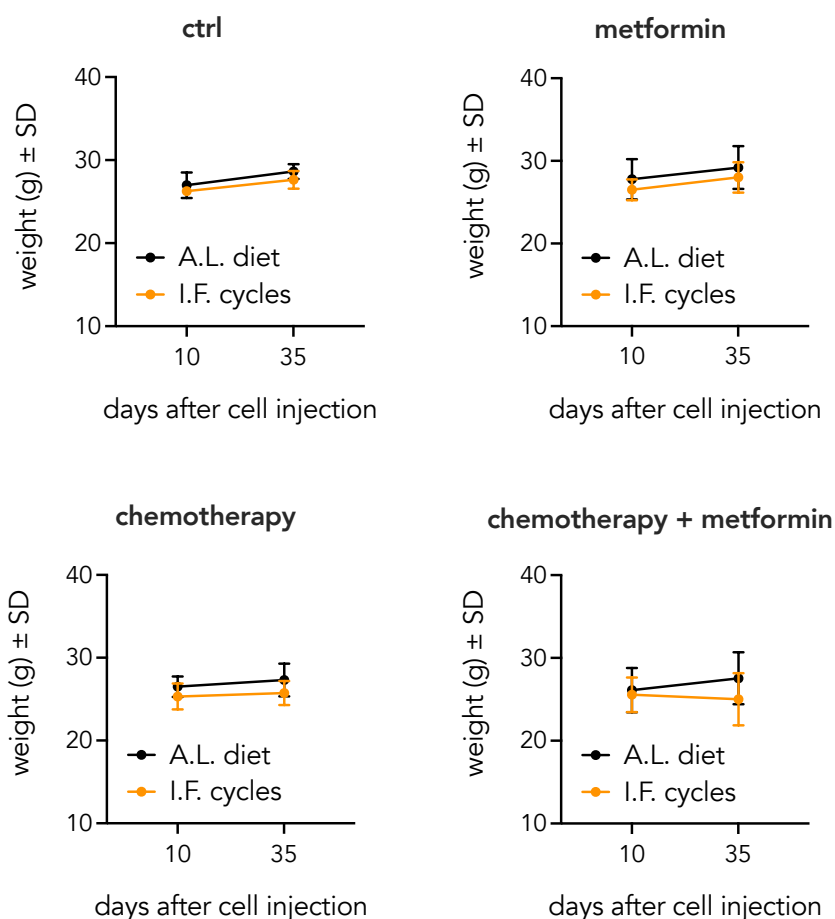 ctrl
weight (g) ± SD
40
30
20
10
A.L. diet
I.F. cycles
10 35
days after cell injection
metformin
weight (g) ± SD
40
30
20
10
A.L. diet
I.F. cycles
10 35
days after cell injection
chemotherapy
weight (g) ± SD
40
30
20
10
A.L. diet
I.F. cycles
10 35
days after cell injection
chemotherapy + metformin
weight (g) ± SD
40
30
20
10
A.L. diet
I.F. cycles
10 35
days after cell injection